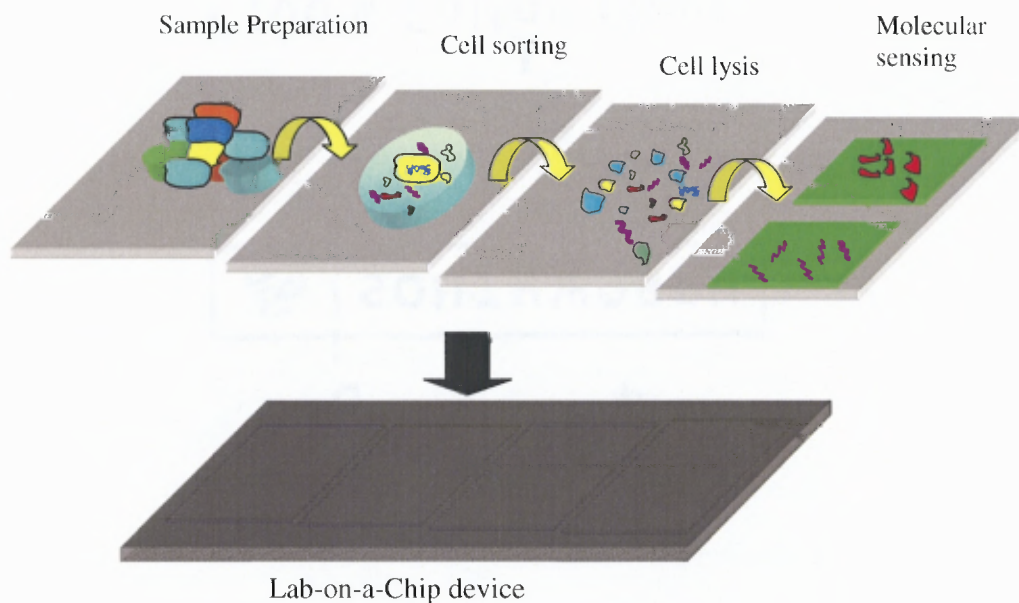 Sample Preparation
Cell sorting
Cell lysis
Molecular
sensing
Lab-on-a-Chip device